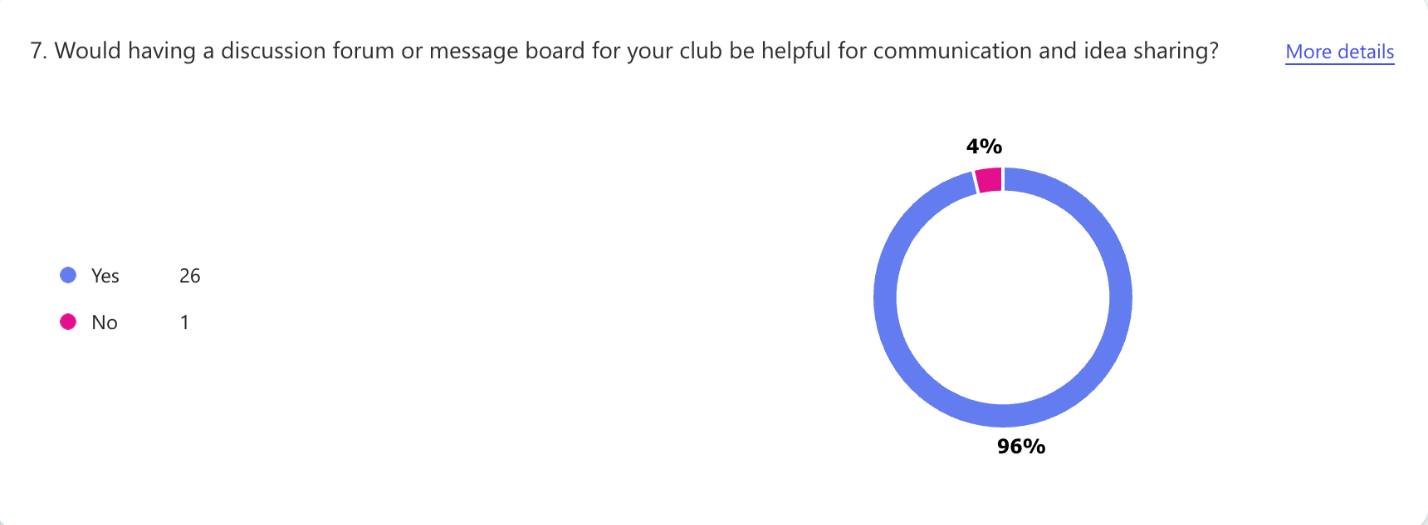 7. Would having a discussion forum or message board for your club be helpful for communication and idea sharing?
More details
4%
Yes 26
No 1
96%